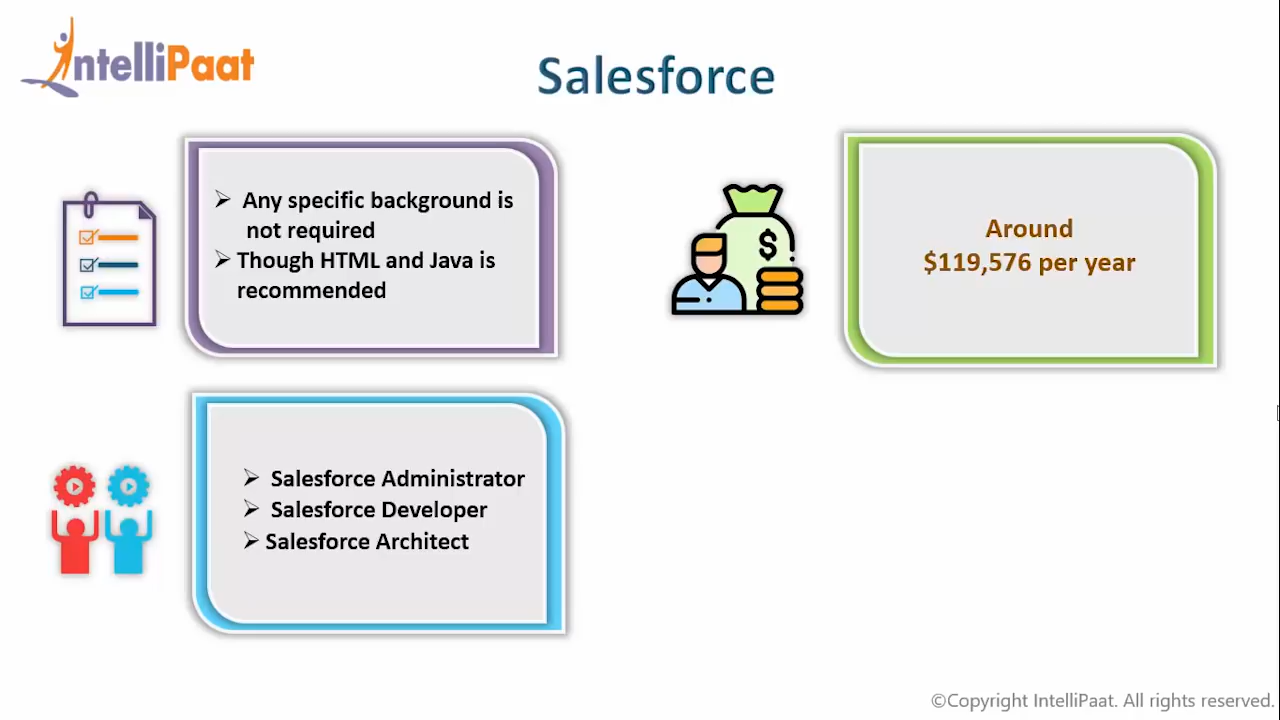 IntelliPaat
Salesforce
➢ Any specific background is
not required
➢ Though HTML and Java is
recommended
Around
$119,576 per year
➢ Salesforce Administrator
➢ Salesforce Developer
➢ Salesforce Architect
©Copyright IntelliPaat. All rights reserved.